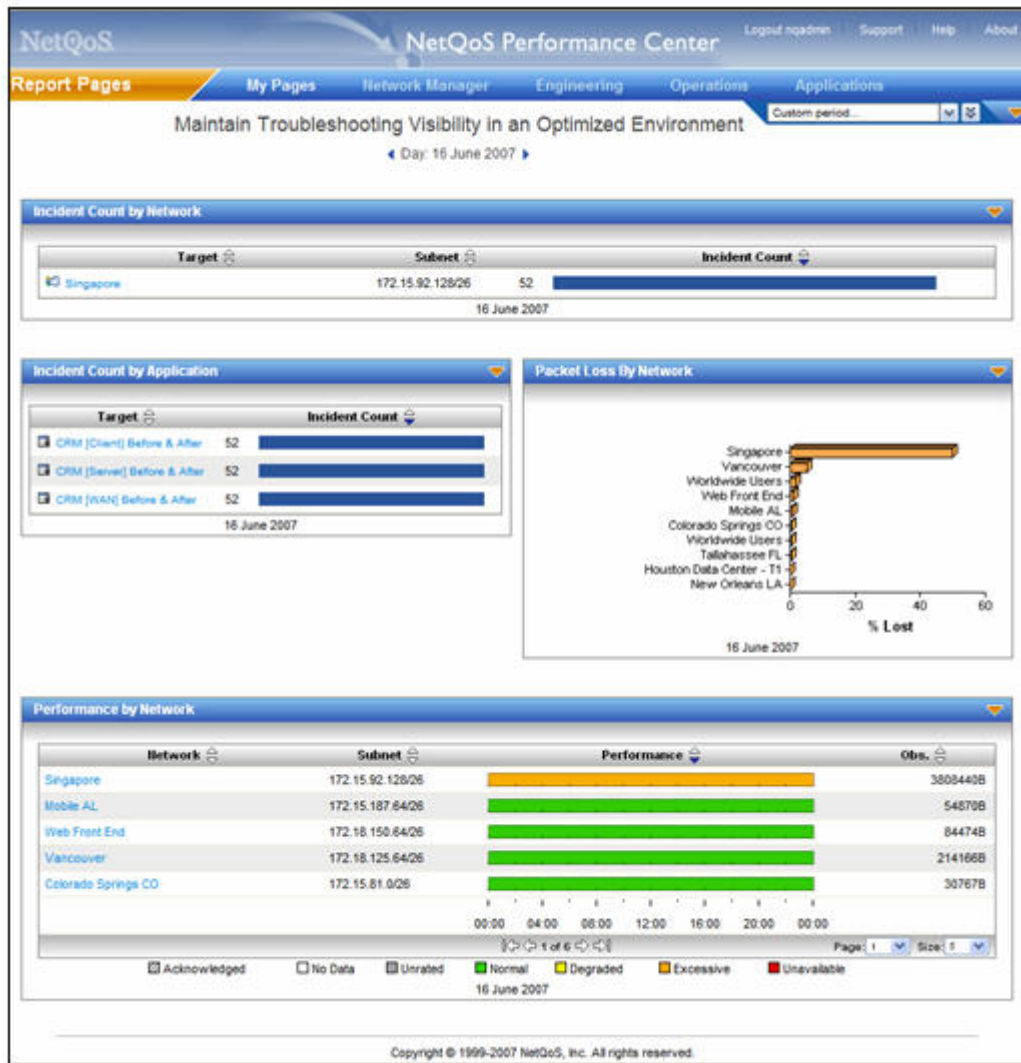 NetQoS
NetQoS Performance Center
Logout nqadmin Support Help About
Report Pages My Pages Network Manager Engineering Operations Applications
Custom period...
Maintain Troubleshooting Visibility in an Optimized Environment
Day: 16 June 2007
Incident Count by Network
Target Subnet Incident Count
Singapore 172.15.92.128/26 52
16 June 2007
Incident Count by Application
Target Incident Count
CRM [Client] Before & After 52
CRM [Server] Before & After 52
CRM [WAN] Before & After 52
16 June 2007
Packet Loss By Network
Singapore
Vancouver
Worldwide Users
Web Front End
Mobile AL
Colorado Springs CO
Worldwide Users
Tallahassee FL
Houston Data Center - T1
New Orleans LA
0 20 40 60
% Lost
16 June 2007
Performance by Network
Network Subnet Performance Obs.
Singapore 172.15.92.128/26 3808440B
Mobile AL 172.15.187.64/26 54870B
Web Front End 172.18.150.64/26 84474B
Vancouver 172.18.125.64/26 214166B
Colorado Springs CO 172.15.81.0/26 30767B
00:00 04:00 08:00 12:00 16:00 20:00 00:00
1 of 6 Page: 1 Size: 5
Acknowledged No Data Unrated Normal Degraded Excessive Unavailable
16 June 2007
Copyright © 1999-2007 NetQoS, Inc. All rights reserved.